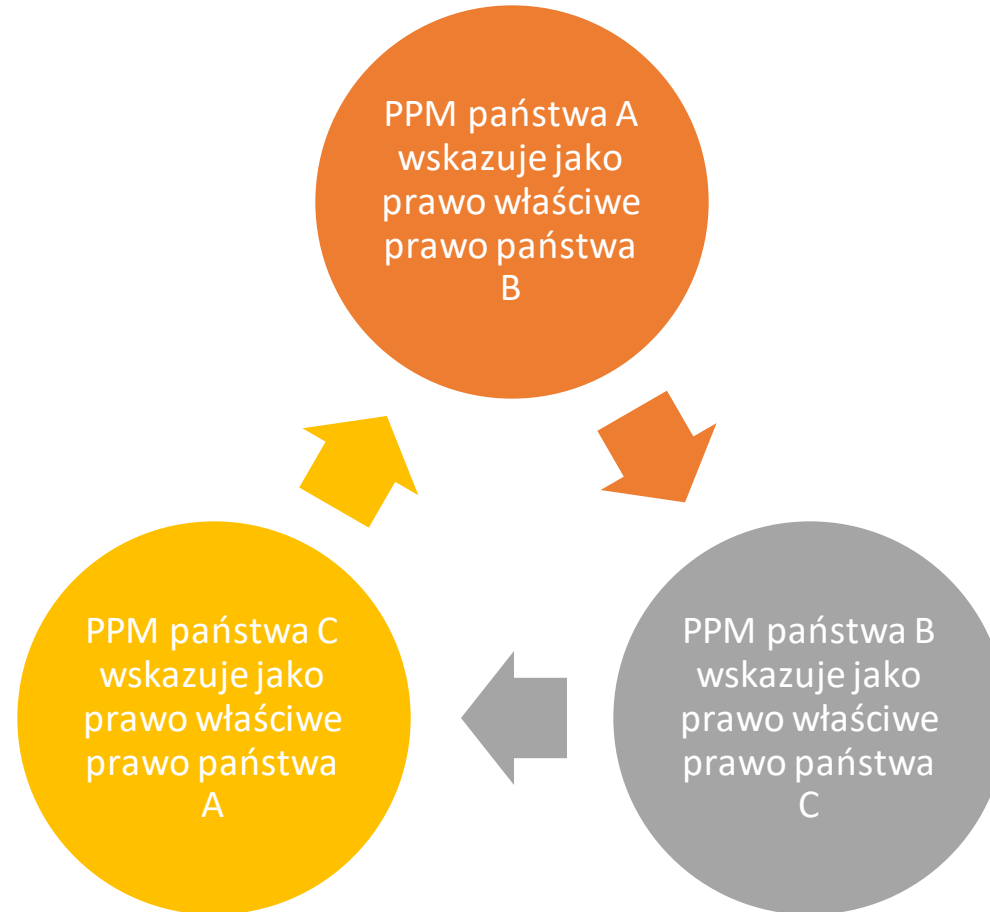 PPM państwa A
wskazuje jako
prawo właściwe
prawo państwa
B
PPM państwa B
wskazuje jako
prawo właściwe
prawo państwa
C
PPM państwa C
wskazuje jako
prawo właściwe
prawo państwa
A